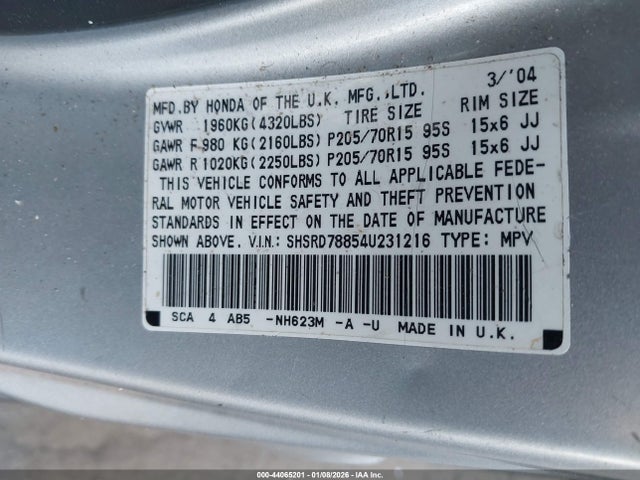 3/'04
MFD.BY HONDA OF THE U.K. MFG.,LTD.
GVWR 1960KG(4320LBS) TIRE SIZE RIM SIZE
GAWR F 980 KG(2160LBS) P205/70R15 95S 15x6 JJ
GAWR R 1020KG(2250LBS) P205/70R15 95S 15x6 JJ
THIS VEHICLE CONFORMS TO ALL APPLICABLE FEDE-
RAL MOTOR VEHICLE SAFETY AND THEFT PREVENTION
STANDARDS IN EFFECT ON THE DATE OF MANUFACTURE
SHOWN ABOVE. V.I.N.: SHSRD78854U231216 TYPE: MPV
SCA 4 AB5 -NH623M -A -U MADE IN U.K.
000-44065201 - 01/08/2026 - IAA Inc.